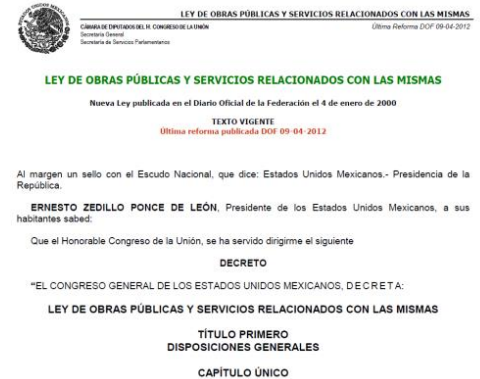 LEY DE OBRAS PÚBLICAS Y SERVICIOS RELACIONADOS CON LAS MISMAS
CÁMARA DE DIPUTADOS DEL H. CONGRESO DE LA UNIÓN
Última Reforma DOF 09-04-2012
Secretaría General
Secretaría de Servicios Parlamentarios
LEY DE OBRAS PÚBLICAS Y SERVICIOS RELACIONADOS CON LAS MISMAS
Nueva Ley publicada en el Diario Oficial de la Federación el 4 de enero de 2000
TEXTO VIGENTE
Última reforma publicada DOF 09-04-2012
Al margen un sello con el Escudo Nacional, que dice: Estados Unidos Mexicanos.- Presidencia de la
República.
ERNESTO ZEDILLO PONCE DE LEÓN, Presidente de los Estados Unidos Mexicanos, a sus
habitantes sabed:
Que el Honorable Congreso de la Unión, se ha servido dirigirme el siguiente
DECRETO
"EL CONGRESO GENERAL DE LOS ESTADOS UNIDOS MEXICANOS, D E C R E T A:
LEY DE OBRAS PÚBLICAS Y SERVICIOS RELACIONADOS CON LAS MISMAS
TÍTULO PRIMERO
DISPOSICIONES GENERALES
CAPÍTULO ÚNICO